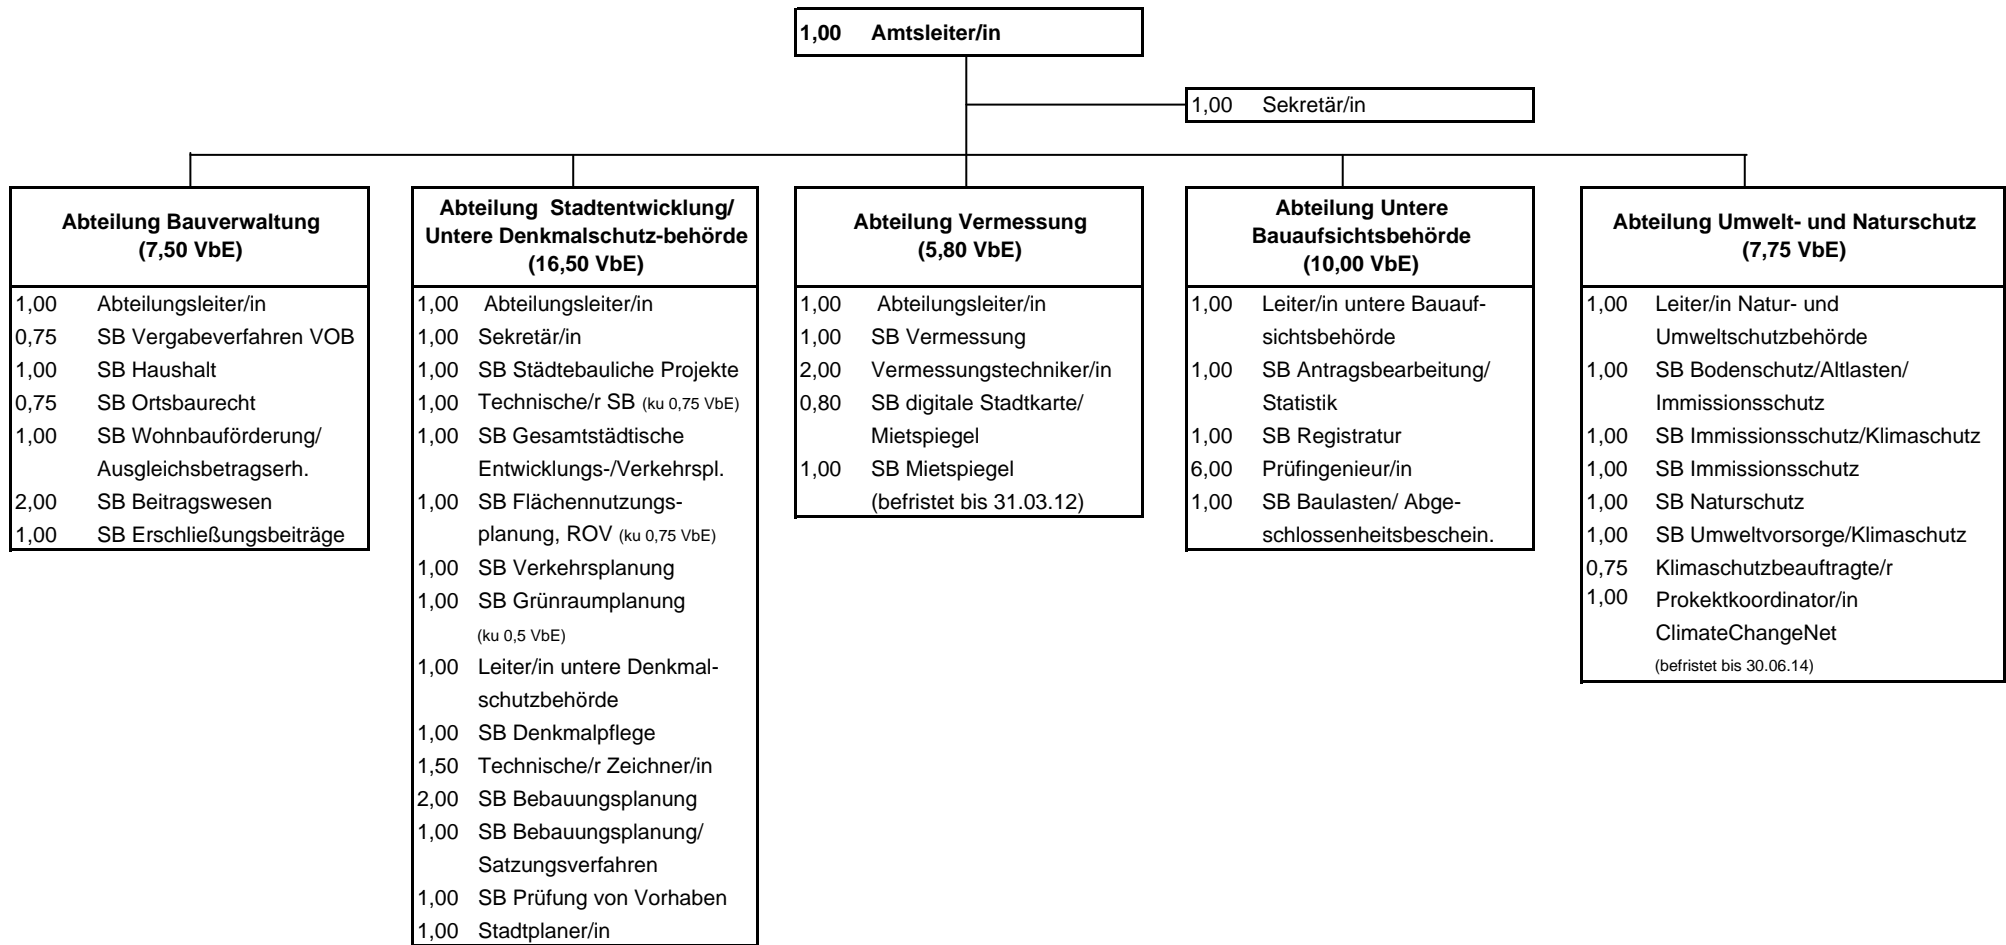 1,00 Amtsleiter/in
1,00 Sekretär/in
Abteilung Bauverwaltung
(7,50 VbE)
1,00 Abteilungsleiter/in
0,75 SB Vergabeverfahren VOB
1,00 SB Haushalt
0,75 SB Ortsbaurecht
1,00 SB Wohnbauförderung/
Ausgleichsbetragserh.
2,00 SB Beitragswesen
1,00 SB Erschließungsbeiträge
Abteilung Stadtentwicklung/
Untere Denkmalschutz-behörde
(16,50 VbE)
1,00 Abteilungsleiter/in
1,00 Sekretär/in
1,00 SB Städtebauliche Projekte
1,00 Technische/r SB (ku 0,75 VbE)
1,00 SB Gesamtstädtische
Entwicklungs-/Verkehrspl.
1,00 SB Flächennutzungs-
planung, ROV (ku 0,75 VbE)
1,00 SB Verkehrsplanung
1,00 SB Grünraumplanung
(ku 0,5 VbE)
1,00 Leiter/in untere Denkmal-
schutzbehörde
1,00 SB Denkmalpflege
1,50 Technische/r Zeichner/in
2,00 SB Bebauungsplanung
1,00 SB Bebauungsplanung/
Satzungsverfahren
1,00 SB Prüfung von Vorhaben
1,00 Stadtplaner/in
Abteilung Vermessung
(5,80 VbE)
1,00 Abteilungsleiter/in
1,00 SB Vermessung
2,00 Vermessungstechniker/in
0,80 SB digitale Stadtkarte/
Mietspiegel
1,00 SB Mietspiegel
(befristet bis 31.03.12)
Abteilung Untere
Bauaufsichtsbehörde
(10,00 VbE)
1,00 Leiter/in untere Bauauf-
sichtsbehörde
1,00 SB Antragsbearbeitung/
Statistik
1,00 SB Registratur
6,00 Prüfingenieur/in
1,00 SB Baulasten/ Abge-
schlossenheitsbeschein.
Abteilung Umwelt- und Naturschutz
(7,75 VbE)
1,00 Leiter/in Natur- und
Umweltschutzbehörde
1,00 SB Bodenschutz/Altlasten/
Immissionsschutz
1,00 SB Immissionsschutz/Klimaschutz
1,00 SB Immissionsschutz
1,00 SB Naturschutz
1,00 SB Umweltvorsorge/Klimaschutz
0,75 Klimaschutzbeauftragte/r
1,00 Prokektkoordinator/in
ClimateChangeNet
(befristet bis 30.06.14)